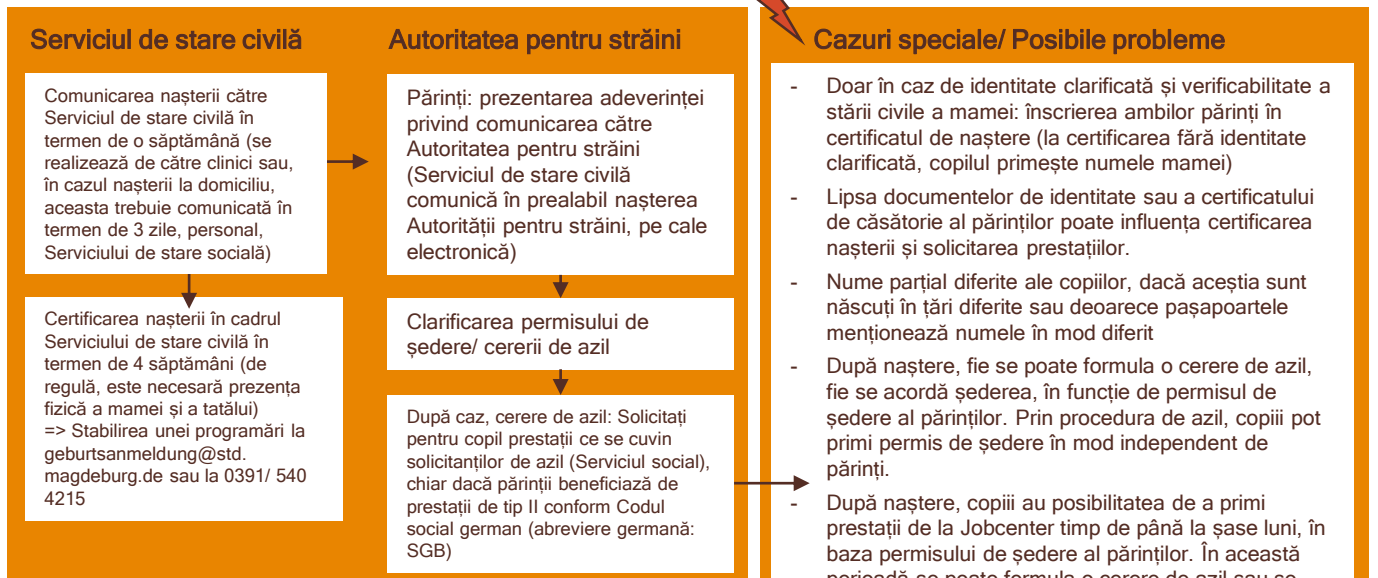 Serviciul de stare civilă
Comunicarea nașterii către
Serviciul de stare civilă în
termen de o săptămână (se
realizează de către clinici sau,
în cazul nașterii la domiciliu,
aceasta trebuie comunicată în
termen de 3 zile, personal,
Serviciului de stare socială)
Certificarea nașterii în cadrul
Serviciului de stare civilă în
termen de 4 săptămâni (de
regulă, este necesară prezența
fizică a mamei și a tatălui)
=> Stabilirea unei programări la
geburtsanmeldung@std.
magdeburg.de sau la 0391/ 540
4215
Autoritatea pentru străini
Părinți: prezentarea adeverinței
privind comunicarea către
Autoritatea pentru străini
(Serviciul de stare civilă
comunică în prealabil nașterea
Autorității pentru străini, pe cale
electronică)
Clarificarea permisului de
ședere/ cererii de azil
După caz, cerere de azil: Solicitați
pentru copil prestații ce se cuvin
solicitanților de azil (Serviciul social),
chiar dacă părinții beneficiază de
prestații de tip II conform Codul
social german (abreviere germană:
SGB)
Cazuri speciale/ Posibile probleme
- Doar în caz de identitate clarificată și verificabilitate a
stării civile a mamei: înscrierea ambilor părinți în
certificatul de naștere (la certificarea fără identitate
clarificată, copilul primește numele mamei)
- Lipsa documentelor de identitate sau a certificatului
de căsătorie al părinților poate influența certificarea
nașterii și solicitarea prestațiilor.
- Nume parțial diferite ale copiilor, dacă aceștia sunt
născuți în țări diferite sau deoarece pașapoartele
menționează numele în mod diferit
- După naștere, fie se poate formula o cerere de azil,
fie se acordă șederea, în funcție de permisul de
ședere al părinților. Prin procedura de azil, copiii pot
primi permis de ședere în mod independent de
părinți.
- După naștere, copiii au posibilitatea de a primi
prestații de la Jobcenter timp de până la șase luni, în
baza permisului de ședere al părinților. În această
perioadă se poate formula o cerere de azil sau se